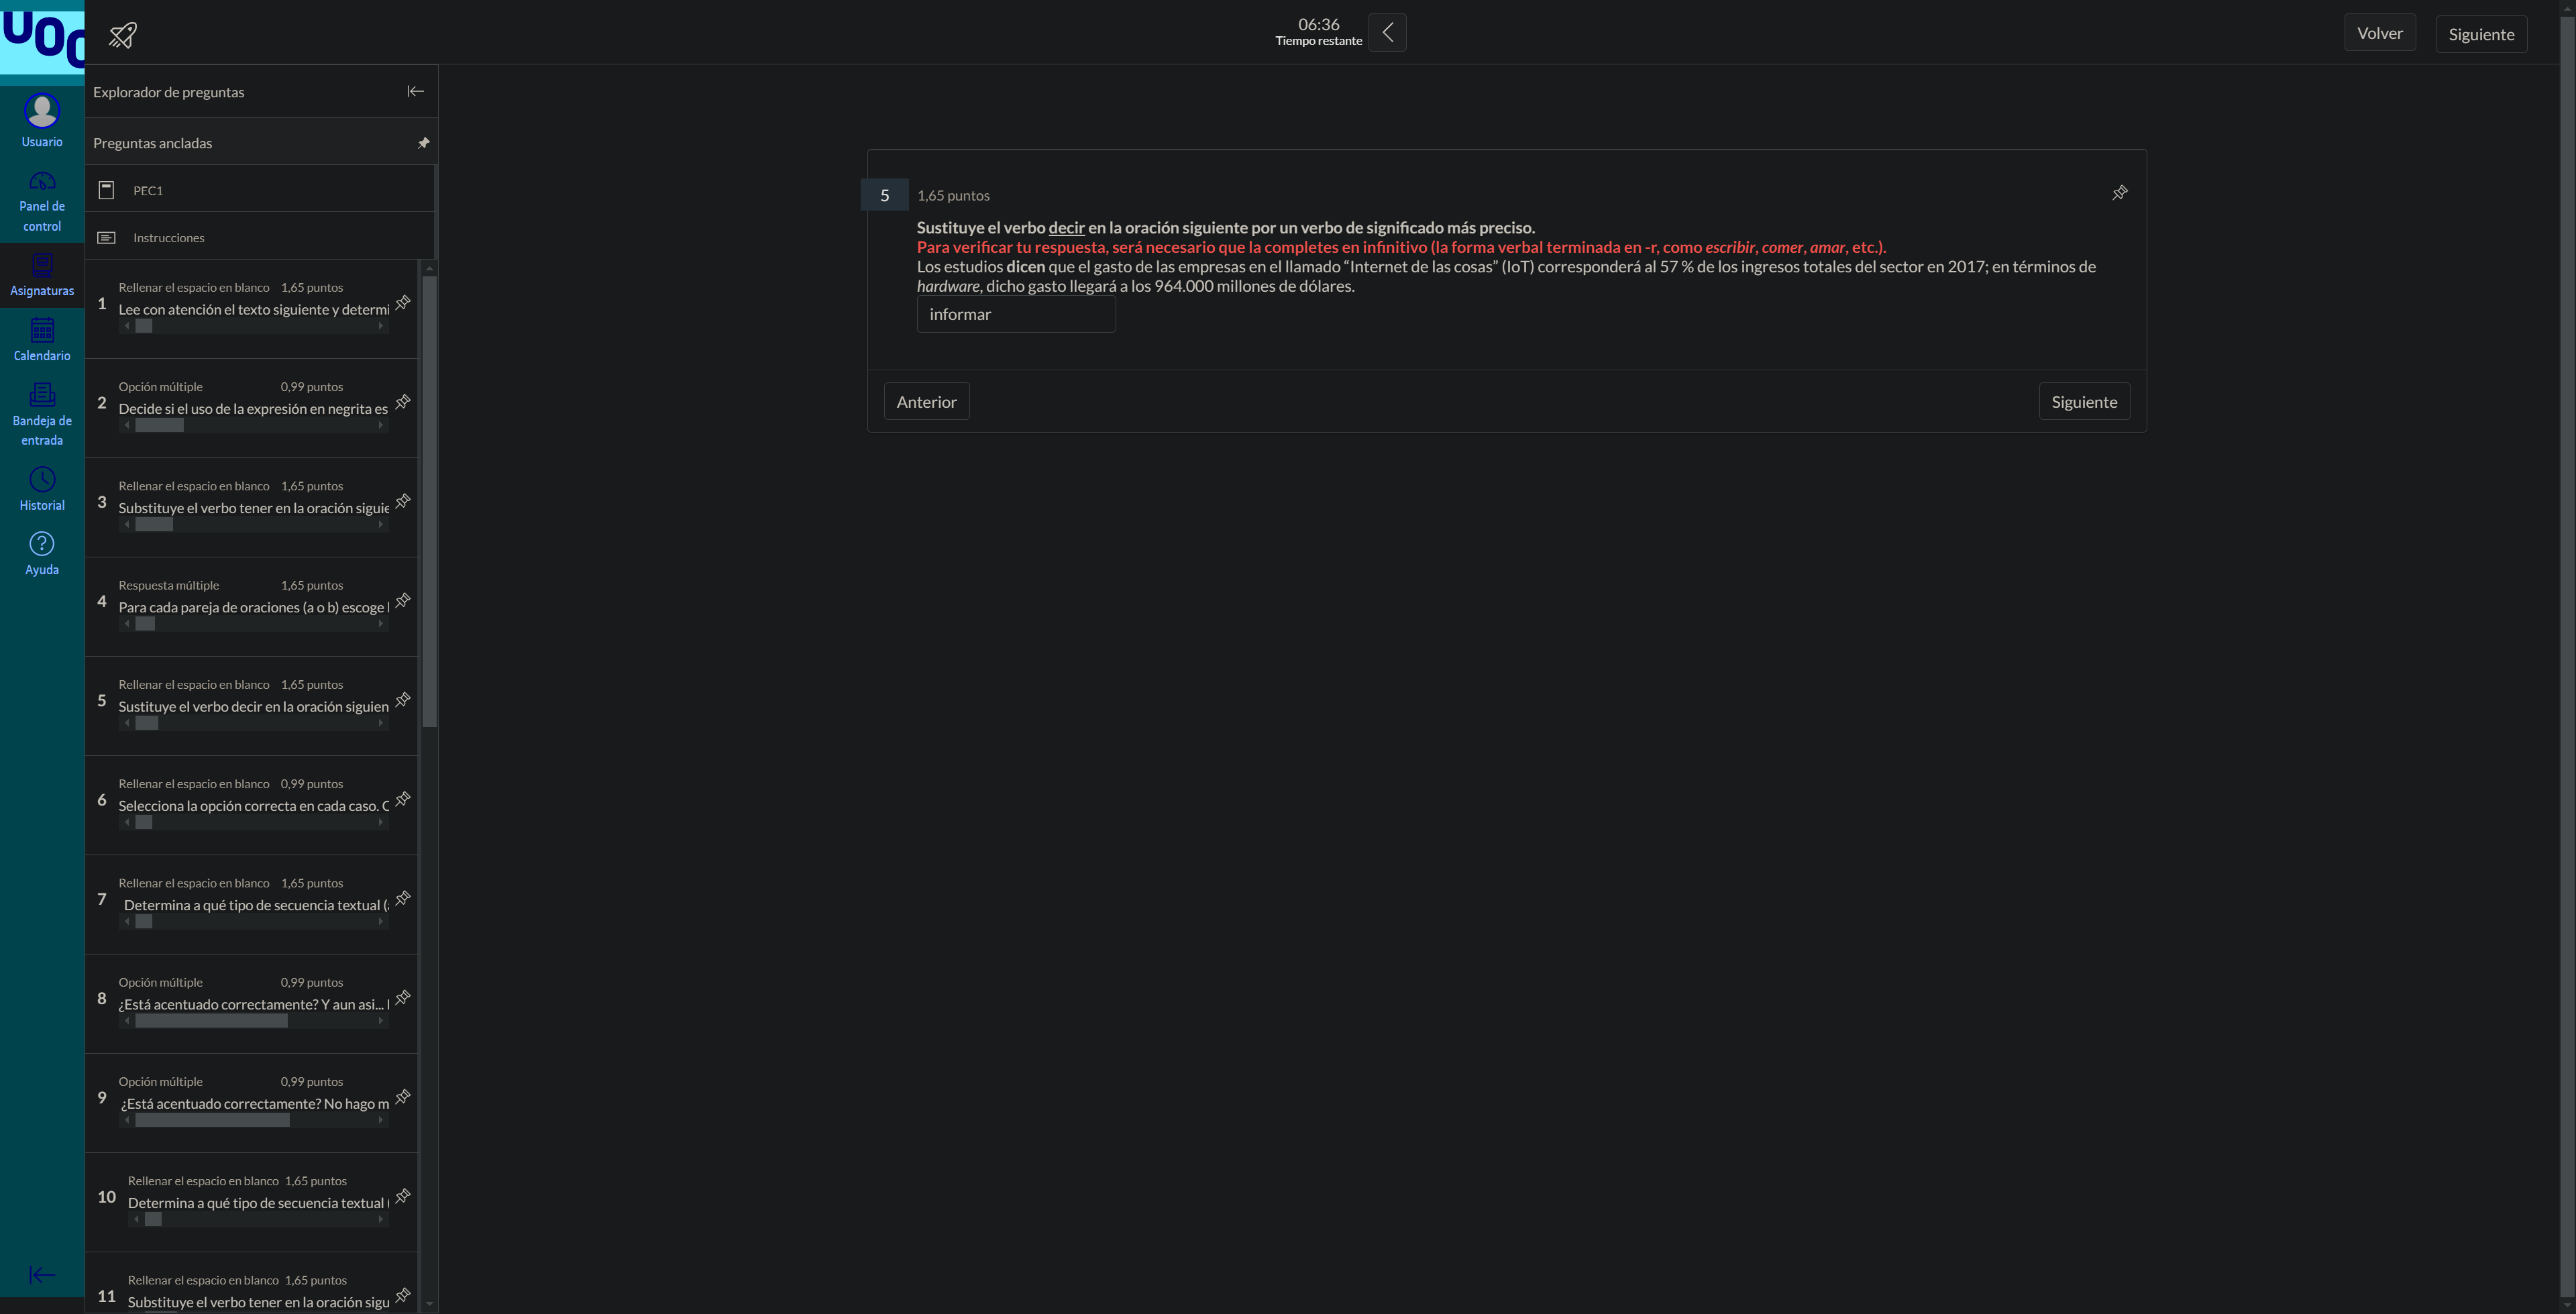 UOC
06:36
Tiempo restante
Volver
Siguiente
Usuario
Panel de
control
Asignaturas
Calendario
Bandeja de
entrada
Historial
Ayuda
Explorador de preguntas
Preguntas ancladas
PEC1
Instrucciones
1
Rellenar el espacio en blanco 1,65 puntos
Lee con atención el texto siguiente y determi
2
Opción múltiple 0,99 puntos
Decide si el uso de la expresión en negrita es
3
Rellenar el espacio en blanco 1,65 puntos
Substituye el verbo tener en la oración siguie
4
Respuesta múltiple 1,65 puntos
Para cada pareja de oraciones (a o b) escoge l
5
Rellenar el espacio en blanco 1,65 puntos
Sustituye el verbo decir en la oración siguien
6
Rellenar el espacio en blanco 0,99 puntos
Selecciona la opción correcta en cada caso. C
7
Rellenar el espacio en blanco 1,65 puntos
Determina a qué tipo de secuencia textual (
8
Opción múltiple 0,99 puntos
¿Está acentuado correctamente? Y aun asi...
9
Opción múltiple 0,99 puntos
¿Está acentuado correctamente? No hago m
10
Rellenar el espacio en blanco 1,65 puntos
Determina a qué tipo de secuencia textual (
11
Rellenar el espacio en blanco 1,65 puntos
Substituye el verbo tener en la oración sigu
5
1,65 puntos
Sustituye el verbo decir en la oración siguiente por un verbo de significado más preciso.
Para verificar tu respuesta, será necesario que la completes en infinitivo (la forma verbal terminada en -r, como escribir, comer, amar, etc.).
Los estudios dicen que el gasto de las empresas en el llamado “Internet de las cosas” (IoT) corresponderá al 57 % de los ingresos totales del sector en 2017; en términos de
hardware, dicho gasto llegará a los 964.000 millones de dólares.
informar
Anterior
Siguiente